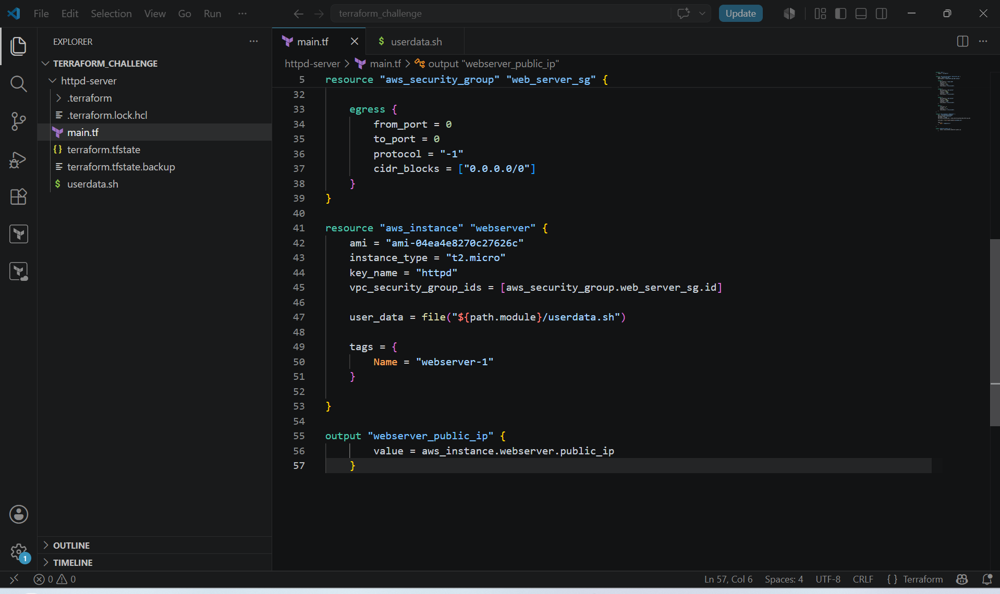 File Edit Selection View Go Run ··· terraform_challenge Update
EXPLORER ···
main.tf
$ userdata.sh
TERRAFORM_CHALLENGE
httpd-server
.terraform
.terraform.lock.hcl
main.tf
{} terraform.tfstate
terraform.tfstate.backup
$ userdata.sh
OUTLINE
TIMELINE
httpd-server > main.tf > output "webserver_public_ip"
5 resource "aws_security_group" "web_server_sg" {
32
33 egress {
34 from_port = 0
35 to_port = 0
36 protocol = "-1"
37 cidr_blocks = ["0.0.0.0/0"]
38 }
39 }
40
41 resource "aws_instance" "webserver" {
42 ami = "ami-04ea4e8270c27626c"
43 instance_type = "t2.micro"
44 key_name = "httpd"
45 vpc_security_group_ids = [aws_security_group.web_server_sg.id]
46
47 user_data = file("${path.module}/userdata.sh")
48
49 tags = {
50 Name = "webserver-1"
51 }
52
53 }
54
55 output "webserver_public_ip" {
56 value = aws_instance.webserver.public_ip
57 }
1
0 0 Ln 57, Col 6 Spaces: 4 UTF-8 CRLF {} Terraform